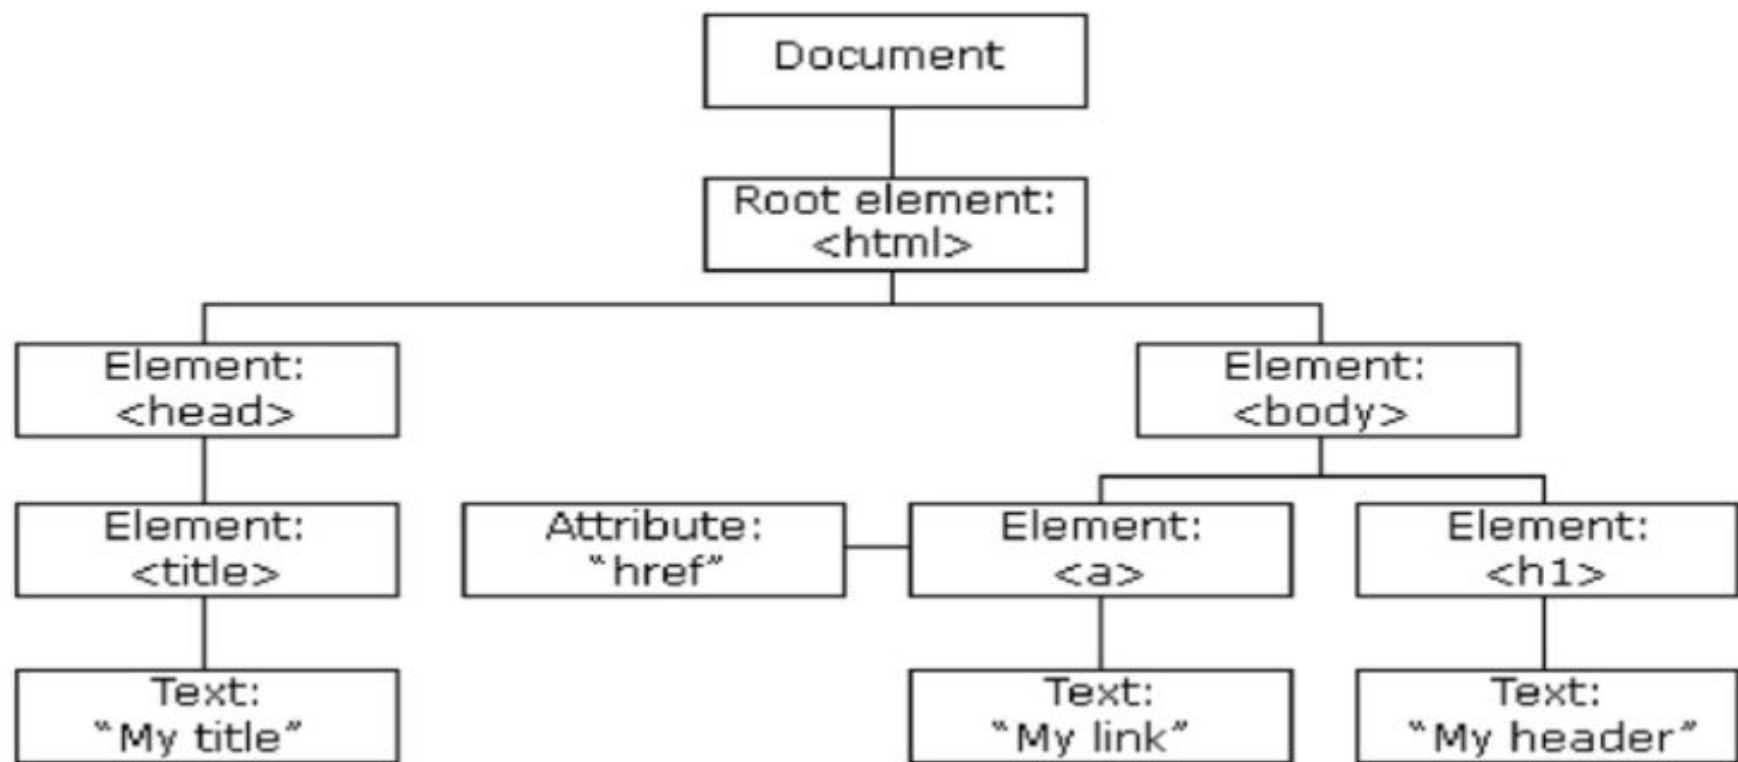 Document
Root element:
<html>
Element:
<head>
Element:
<body>
Element:
<title>
Attribute:
“href”
Element:
<a>
Element:
<h1>
Text:
“My title”
Text:
“My link”
Text:
“My header”